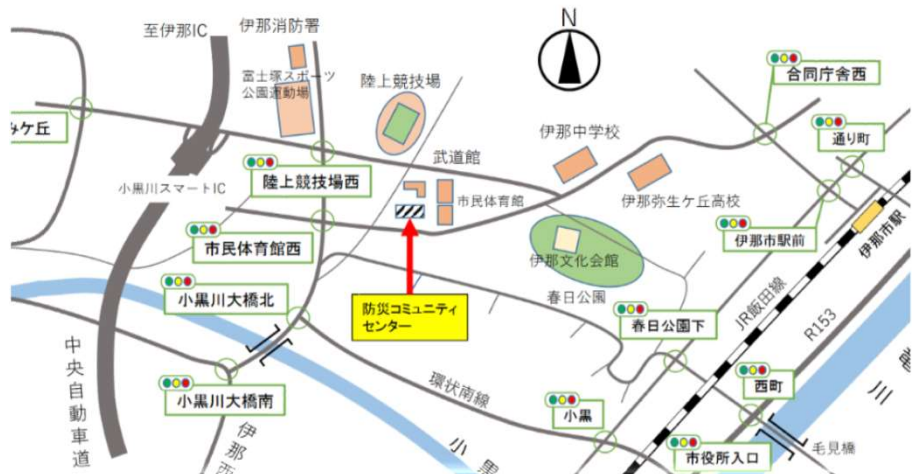 至伊那IC
伊那消防署
N
富士塚スポーツ
公園運動場
陸上競技場
合同庁舎西
通り町
みケ丘
武道館
伊那中学校
小黒川スマートIC
陸上競技場西
市民体育館
伊那弥生ケ丘高校
市民体育館西
伊那市駅前
伊那市駅
伊那文化会館
春日公園
小黒川大橋北
防災コミュニティ
センター
春日公園下
JR飯田線
R153
中央自動車道
小黒川大橋南
環状南線
小黒
西町
市役所入口
毛見橋
伊那西
小黒
竜川